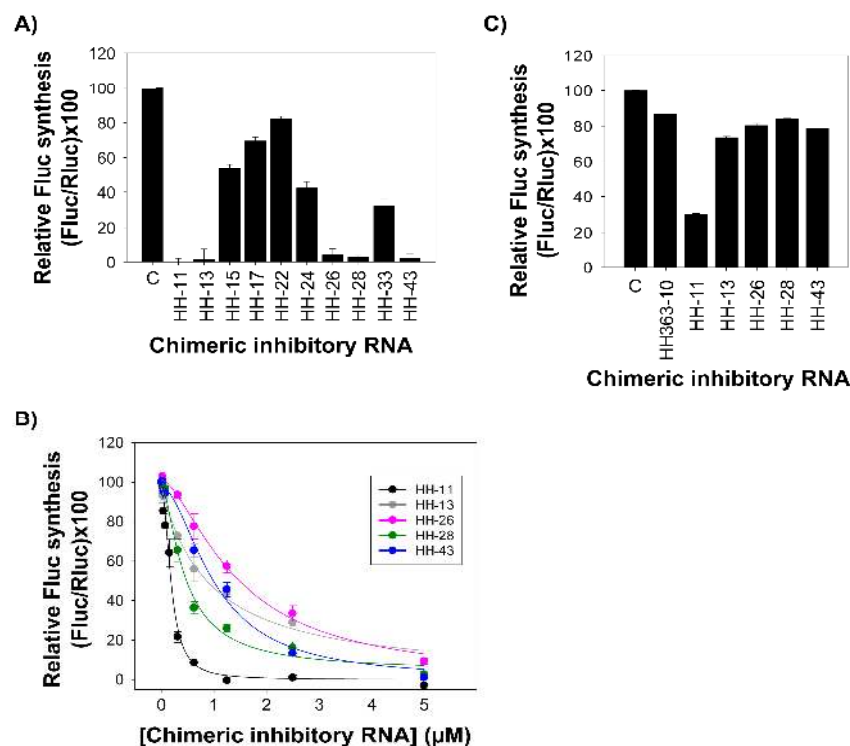 A)
Relative Fluc synthesis
(Fluc/Rluc)x100
120
100
80
60
40
20
0
C
HH-11
HH-13
HH-15
HH-17
HH-22
HH-24
HH-26
HH-28
HH-33
HH-43
Chimeric inhibitory RNA
C)
Relative Fluc synthesis
(Fluc/Rluc)x100
120
100
80
60
40
20
0
C
HH363-10
HH-11
HH-13
HH-26
HH-28
HH-43
Chimeric inhibitory RNA
B)
Relative Fluc synthesis
(Fluc/Rluc)x100
120
100
80
60
40
20
0
HH-11
HH-13
HH-26
HH-28
HH-43
0
1
2
3
4
5
[Chimeric inhibitory RNA] (µM)